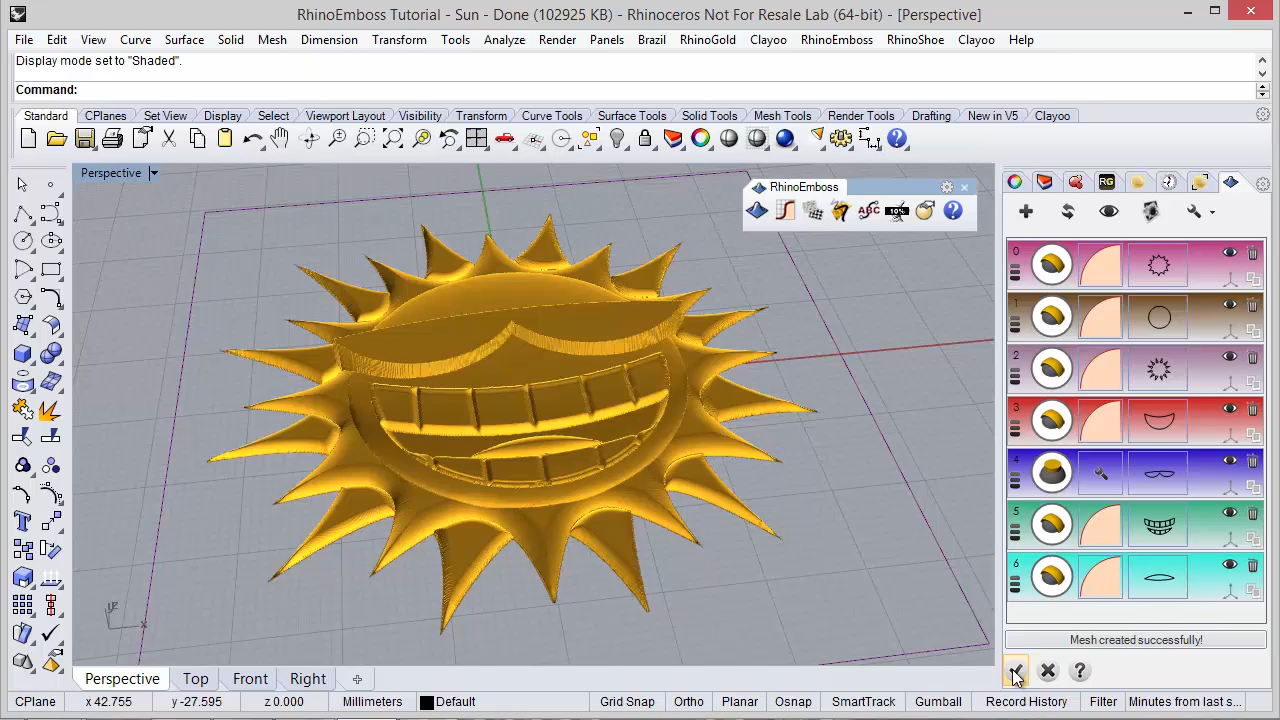 RhinoEmboss Tutorial - Sun - Done (102925 KB) - Rhinoceros Not For Resale Lab (64-bit) - [Perspective]
File Edit View Curve Surface Solid Mesh Dimension Transform Tools Analyze Render Panels Brazil RhinoGold Clayoo RhinoEmboss RhinoShoe Clayoo Help
Display mode set to "Shaded".
Command:
Standard CPlanes Set View Display Select Viewport Layout Visibility Transform Curve Tools Surface Tools Solid Tools Mesh Tools Render Tools Drafting New in V5 Clayoo
Perspective
RhinoEmboss
RG
ABC
10%
0
1
2
3
4
5
6
Mesh created successfully!
Perspective Top Front Right
CPlane x 42.755 y -27.595 z 0.000 Millimeters Default Grid Snap Ortho Planar Osnap SmartTrack Gumball Record History Filter Minutes from last s...